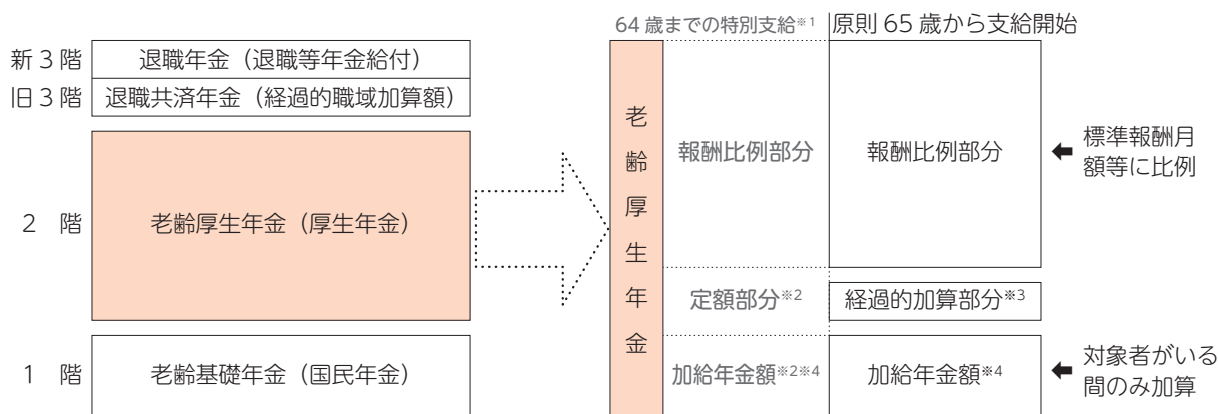 新３階
退職年金（退職等年金給付）
旧３階
退職共済年金（経過的職域加算額）
２　階
老齢厚生年金（厚生年金）
１　階
老齢基礎年金（国民年金）
64 歳までの特別支給※1
原則 65 歳から支給開始
老齢厚生年金
報酬比例部分
報酬比例部分
標準報酬月
額等に比例
定額部分※2
経過的加算部分※3
加給年金額※2※4
加給年金額※4
対象者がいる
間のみ加算